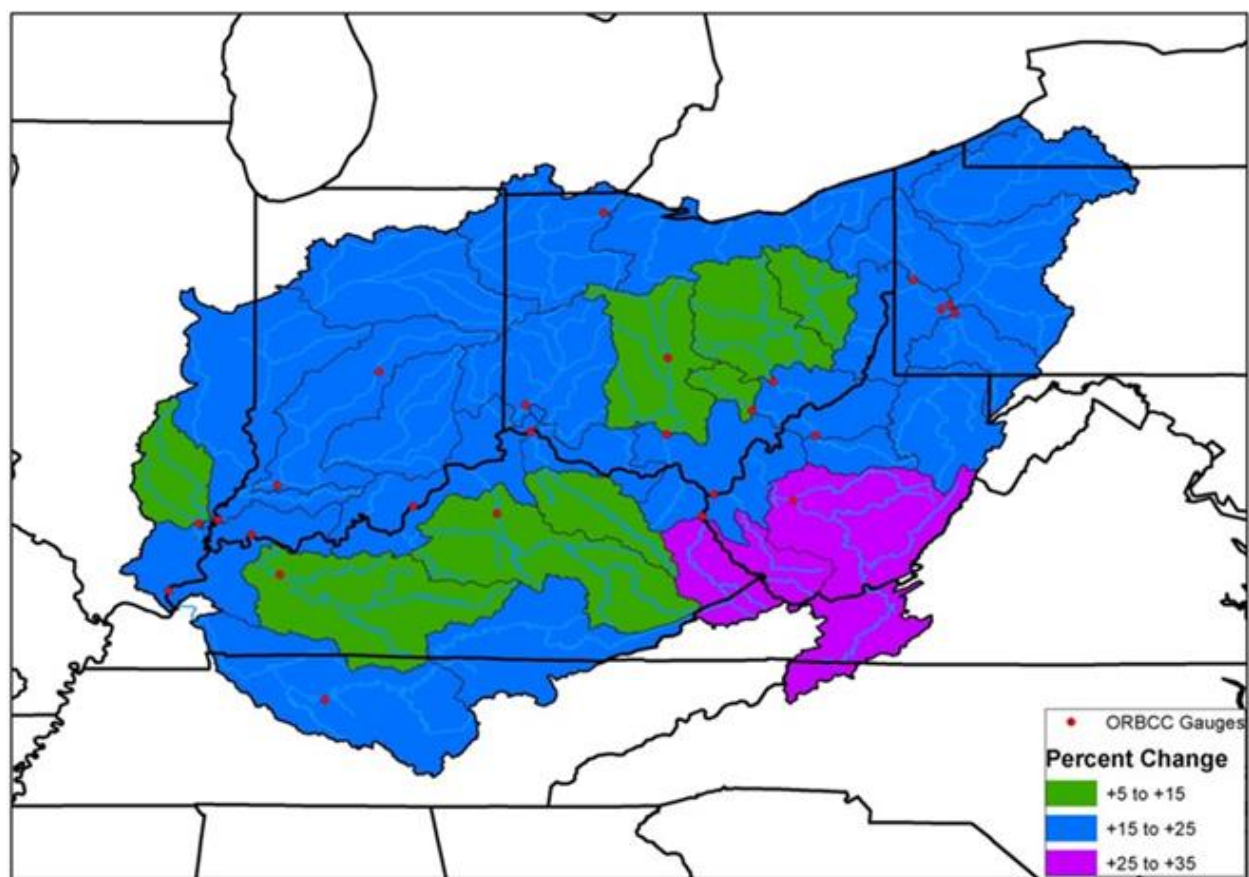 ORBCC Gauges
Percent Change
+5 to +15
+15 to +25
+25 to +35